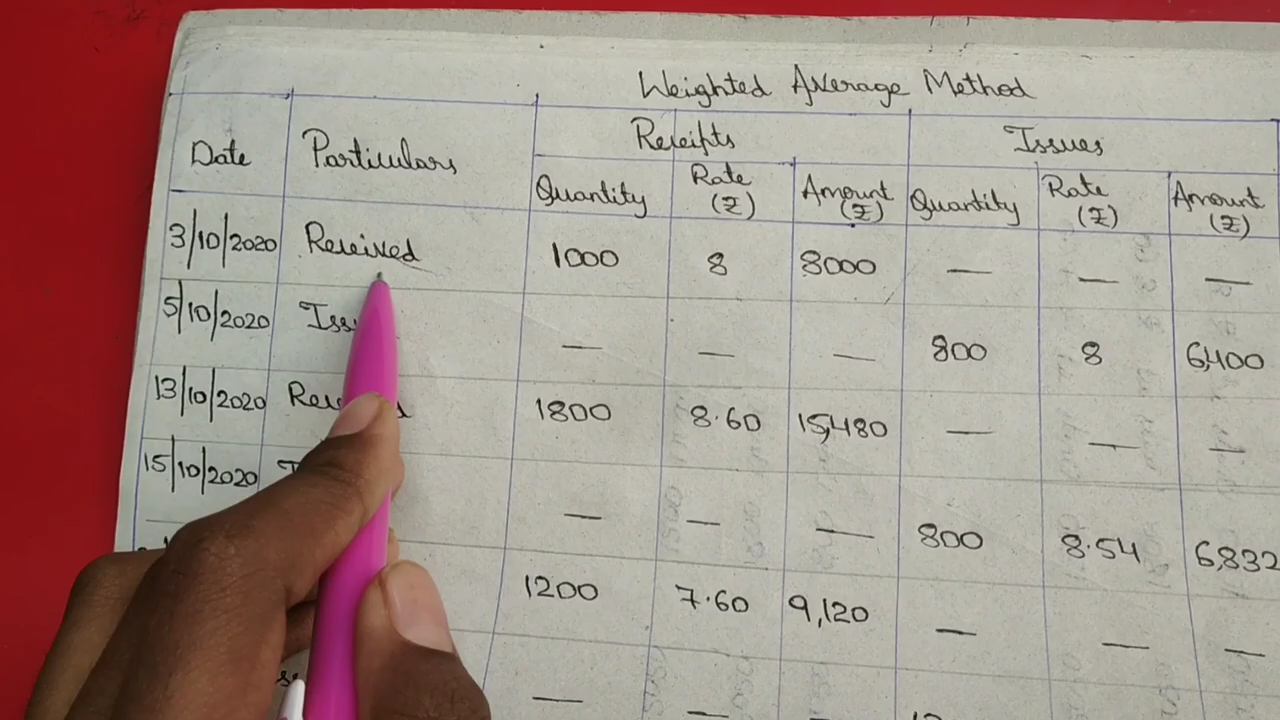 Weighted Average Method
Date Particulars Receipts Issues
Quantity Rate (₹) Amount (₹) Quantity Rate (₹) Amount (₹)
3/10/2020 Received 1000 8 8000 — — —
5/10/2020 — — — 800 8 6,400
13/10/2020 1800 8.60 15,480 — — —
15/10/2020 — — — 800 8.54 6,832
1200 7.60 9,120 — — —
— —